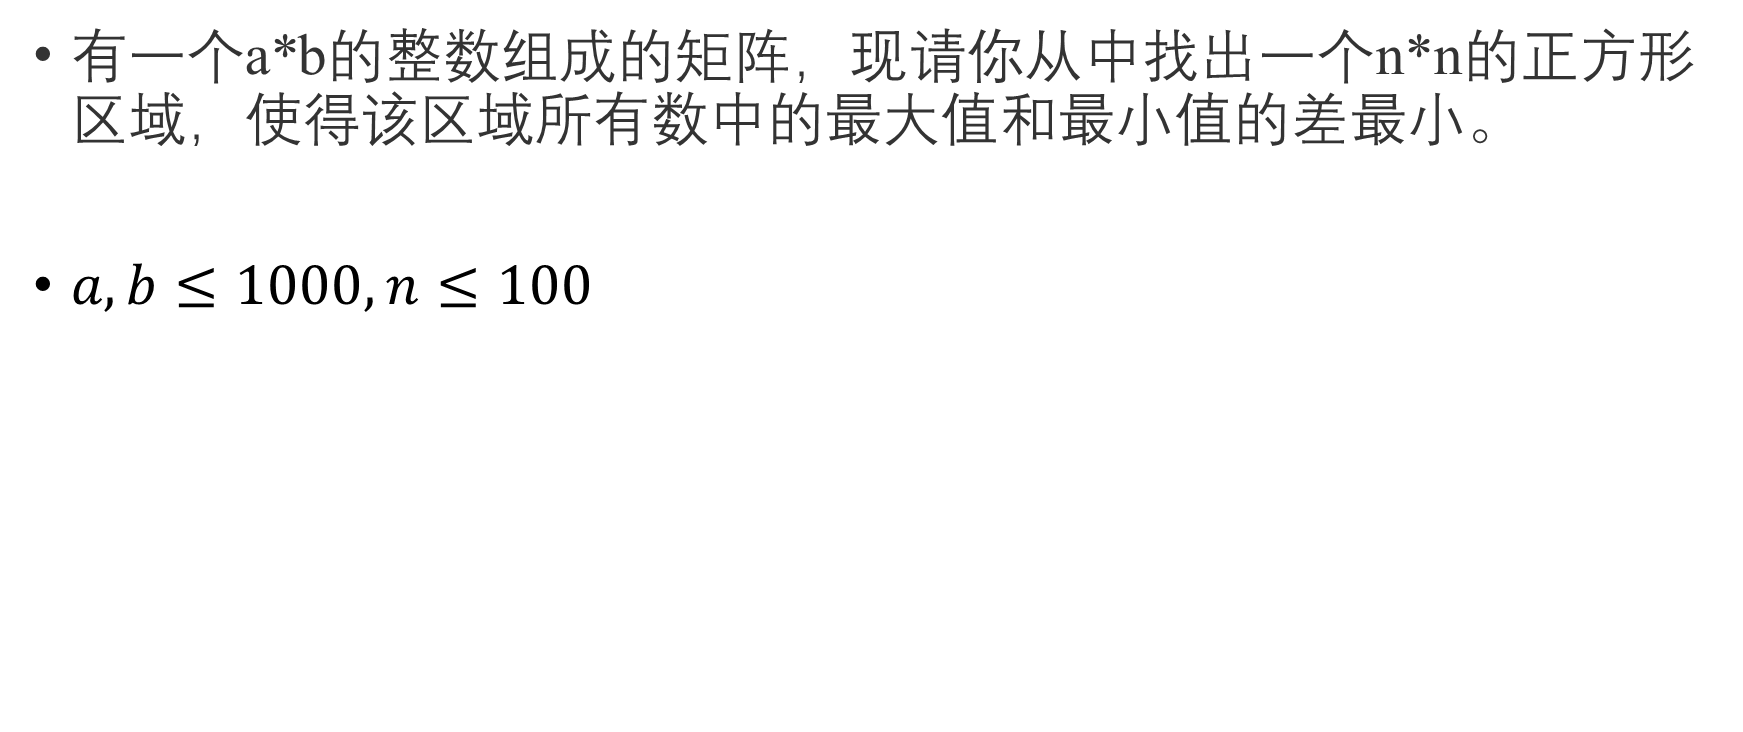 • 有一个a*b的整数组成的矩阵，现请你从中找出一个n*n的正方形
区域，使得该区域所有数中的最大值和最小值的差最小。
• a, b ≤ 1000, n ≤ 100